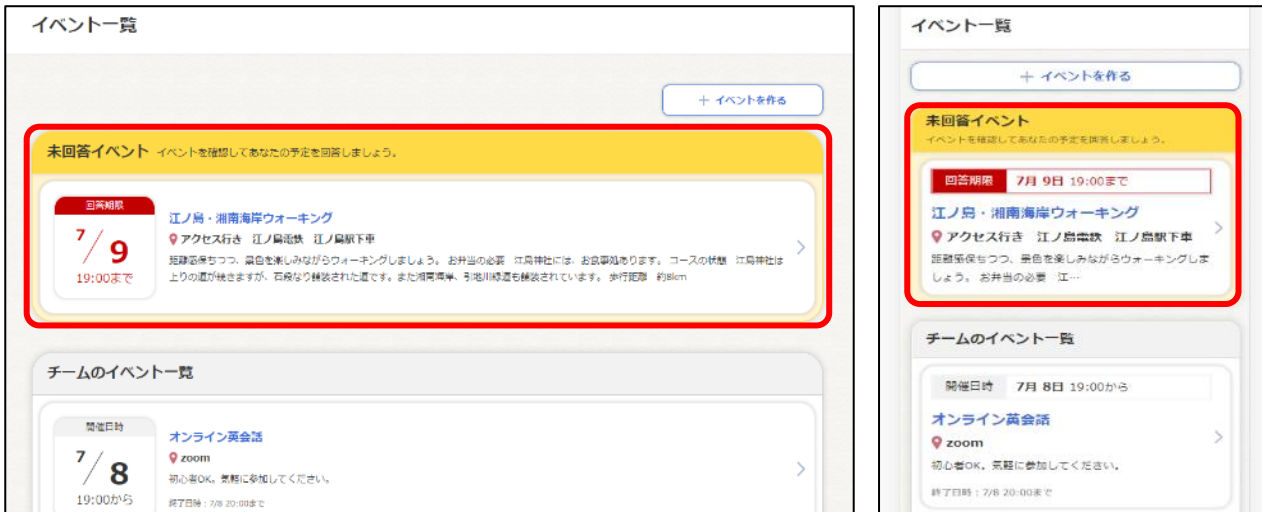 イベント一覧
＋ イベントを作る
未回答イベント イベントを確認してあなたの予定を回答しましょう。
回答期限
7/9
19:00まで
江ノ島・湘南海岸ウォーキング
アクセス行き 江ノ島電鉄 江ノ島駅下車
距離感保ちつつ、景色を楽しみながらウォーキングしましょう。 お弁当の必要 江島神社には、お食事処あります。 コースの状態 江島神社は
上りの道が続きますが、石段なり舗装された道です。また湘南海岸、引地川緑道も舗装されています。 歩行距離 約8km
チームのイベント一覧
開催日時
7/8
19:00から
オンライン英会話
zoom
初心者OK。気軽に参加してください。
終了日時：7/8 20:00まで
イベント一覧
＋ イベントを作る
未回答イベント
イベントを確認してあなたの予定を回答しましょう。
回答期限 7月 9日 19:00まで
江ノ島・湘南海岸ウォーキング
アクセス行き 江ノ島電鉄 江ノ島駅下車
距離感保ちつつ、景色を楽しみながらウォーキングしま
しょう。 お弁当の必要 江…
チームのイベント一覧
開催日時 7月 8日 19:00から
オンライン英会話
zoom
初心者OK。気軽に参加してください。
終了日時：7/8 20:00まで